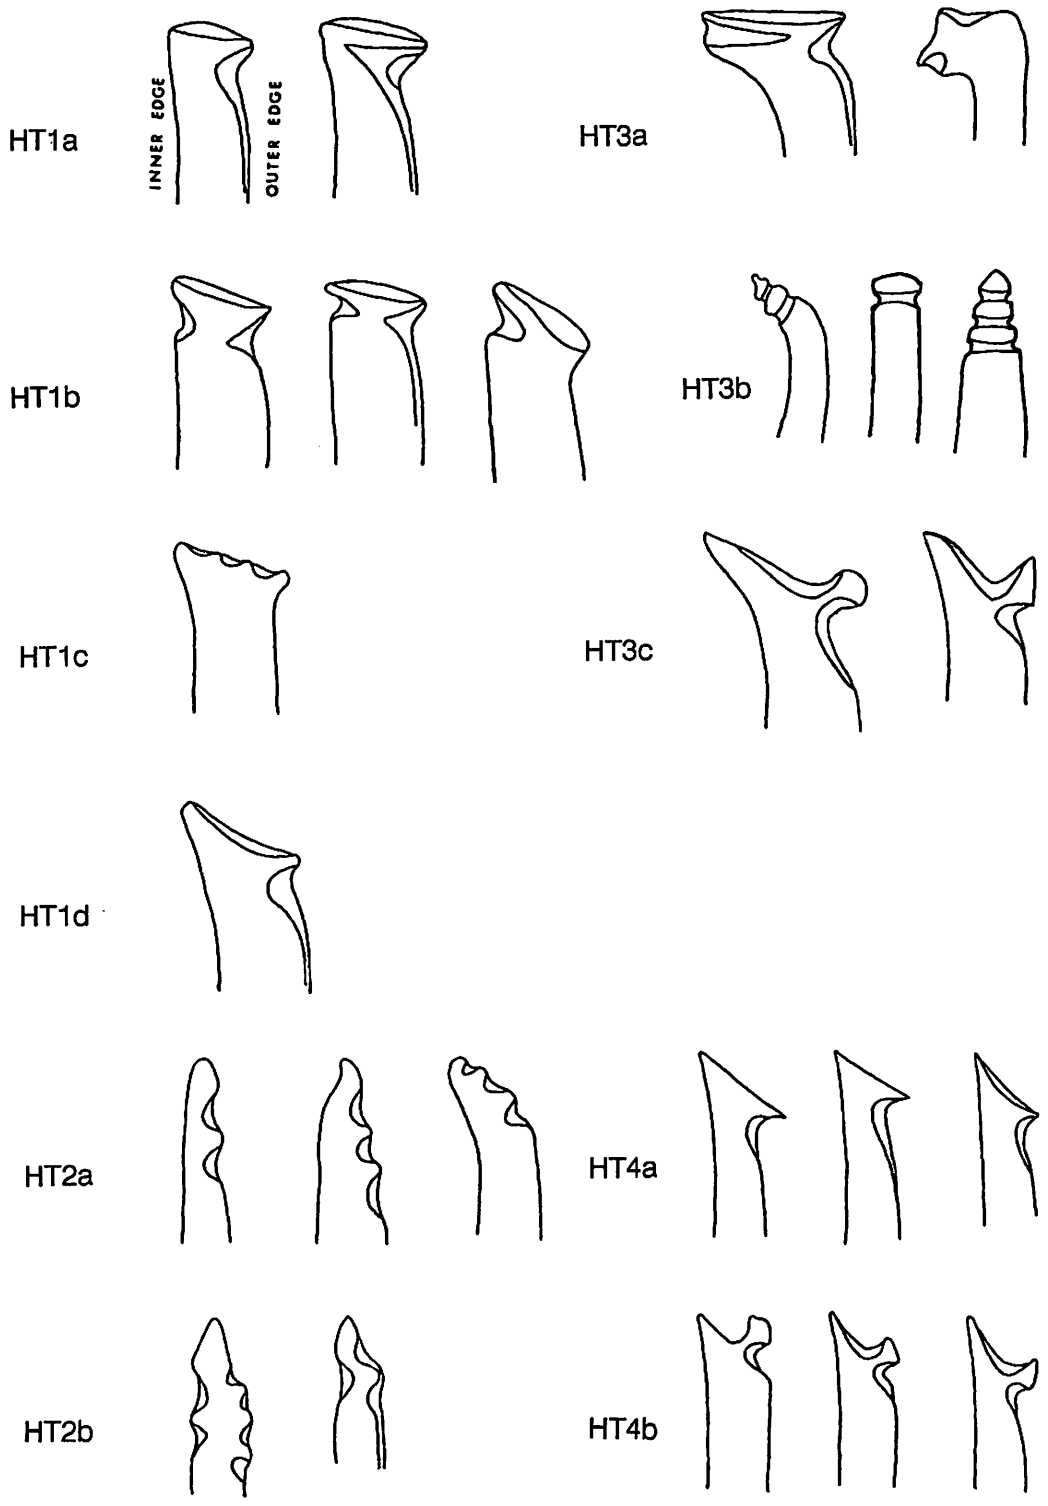 HT1a
INNER EDGE
OUTER EDGE
HT3a
HT1b
HT3b
HT1c
HT3c
HT1d
HT2a
HT4a
HT2b
HT4b